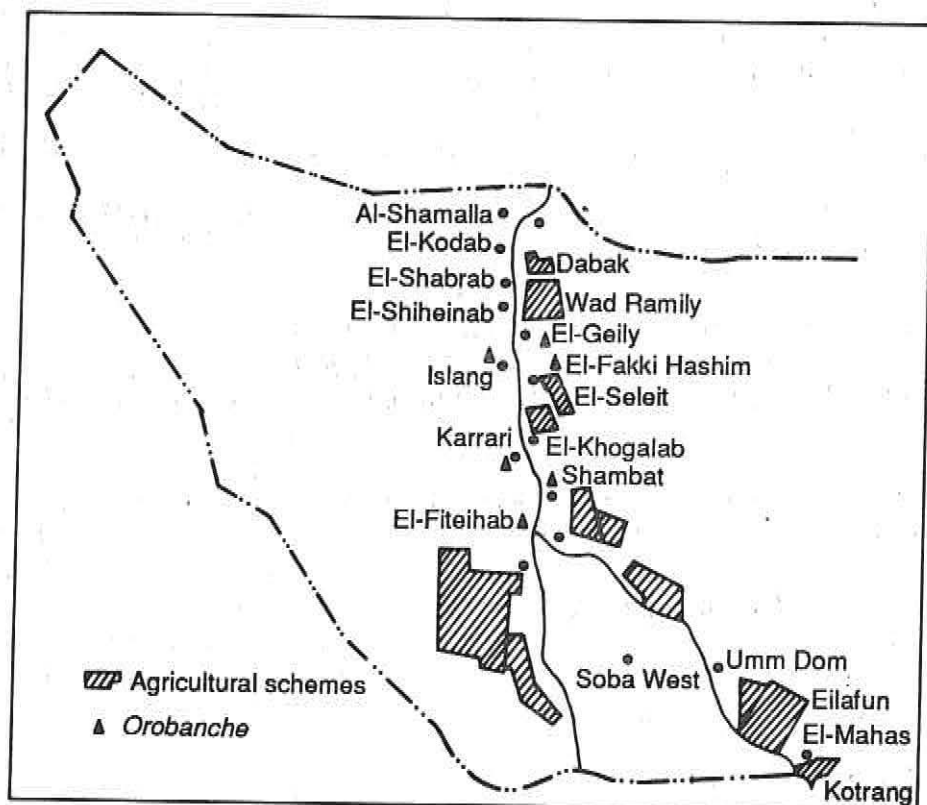 Al-Shamalla
El-Kodab
Dabak
El-Shabrab
Wad Ramily
El-Shiheinab
El-Geily
El-Fakki Hashim
Islang
El-Seleit
Karrari
El-Khogalab
Shambat
El-Fiteihab
Soba West
Umm Dom
Eilafun
El-Mahas
Kotrang
Agricultural schemes
Orobanche